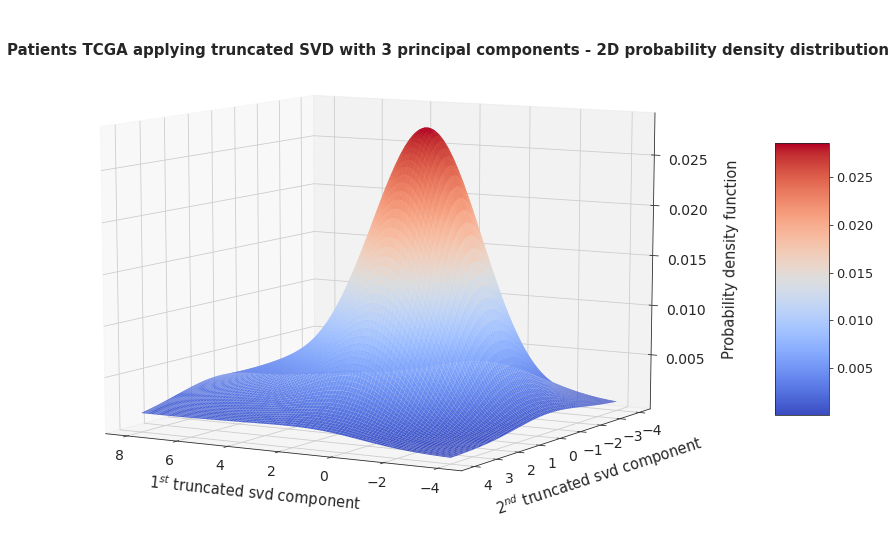 Patients TCGA applying truncated SVD with 3 principal components - 2D probability density distribution
0.025
0.020
0.015
0.010
0.005
Probability density function
0.025
0.020
0.015
0.010
0.005
8 6 4 2 0 −2 −4
1st truncated svd component
4 3 2 1 0 −1 −2 −3 −4
2nd truncated svd component